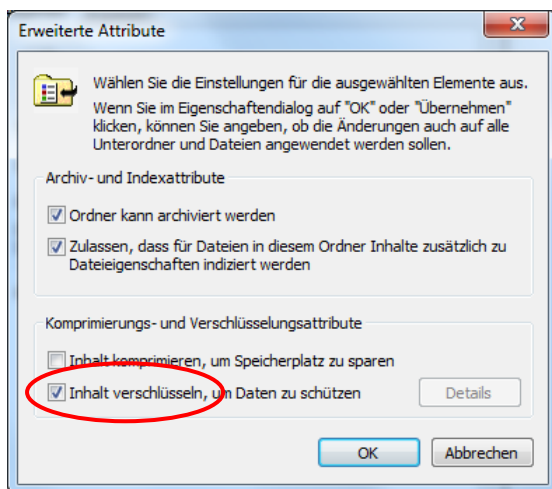 Erweiterte Attribute
Wählen Sie die Einstellungen für die ausgewählten Elemente aus.
Wenn Sie im Eigenschaftendialog auf "OK" oder "Übernehmen"
klicken, können Sie angeben, ob die Änderungen auch auf alle
Unterordner und Dateien angewendet werden sollen.
Archiv- und Indexattribute
Ordner kann archiviert werden
Zulassen, dass für Dateien in diesem Ordner Inhalte zusätzlich zu
Dateieigenschaften indiziert werden
Komprimierungs- und Verschlüsselungsattribute
Inhalt komprimieren, um Speicherplatz zu sparen
Inhalt verschlüsseln, um Daten zu schützen
Details
OK
Abbrechen